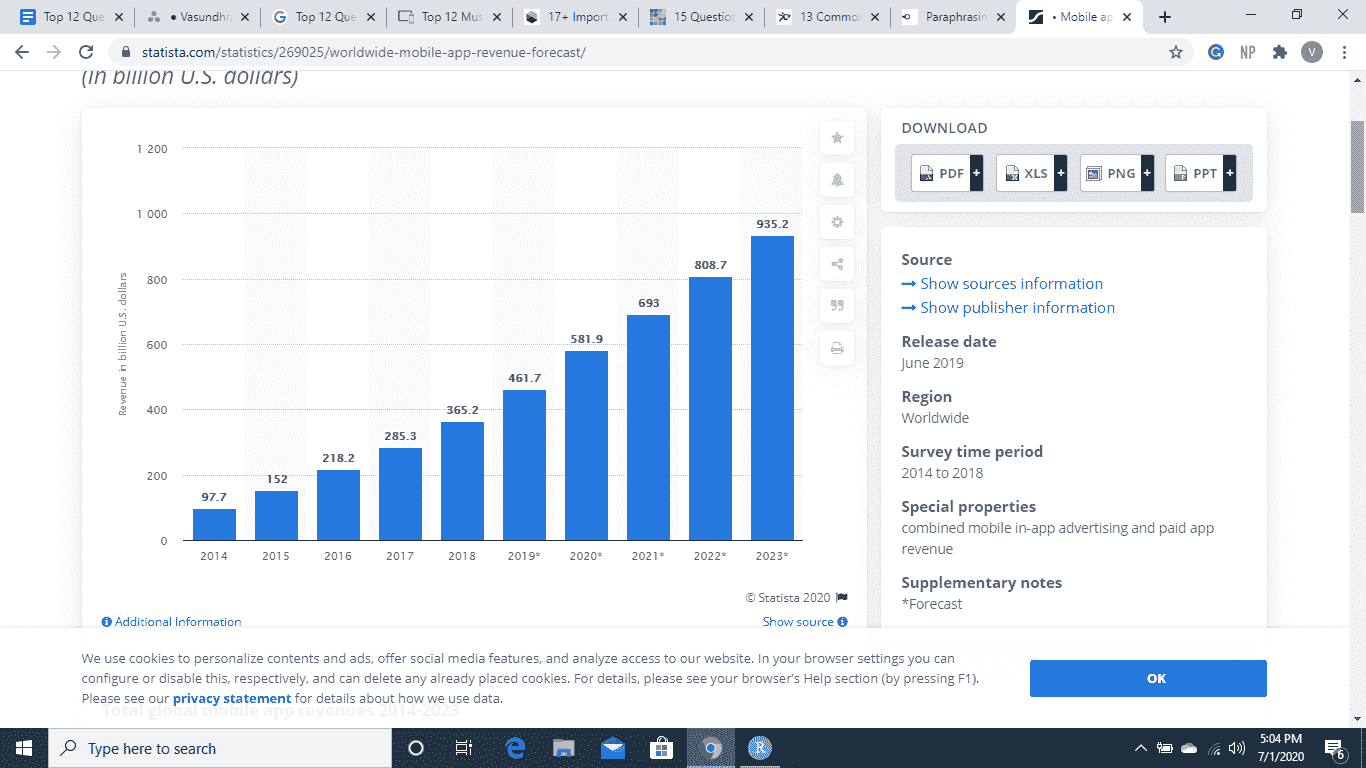 Top 12 Que
• Vasundhr
Top 12 Que
Top 12 Mus
17+ Import
15 Questio
13 Commo
Paraphrasin
• Mobile ap
statista.com/statistics/269025/worldwide-mobile-app-revenue-forecast/
NP
V
(in billion U.S. dollars)
Revenue in billion U.S. dollars
1 200
1 000
800
600
400
200
0
97.7
152
218.2
285.3
365.2
461.7
581.9
693
808.7
935.2
2014
2015
2016
2017
2018
2019*
2020*
2021*
2022*
2023*
© Statista 2020
Additional Information
Show source
DOWNLOAD
PDF +
XLS +
PNG +
PPT +
Source
Show sources information
Show publisher information
Release date
June 2019
Region
Worldwide
Survey time period
2014 to 2018
Special properties
combined mobile in-app advertising and paid app
revenue
Supplementary notes
*Forecast
We use cookies to personalize contents and ads, offer social media features, and analyze access to our website. In your browser settings you can
configure or disable this, respectively, and can delete any already placed cookies. For details, please see your browser's Help section (by pressing F1).
Please see our privacy statement for details about how we use data.
OK
Total global mobile app revenues 2014-2023
Type here to search
5:04 PM
7/1/2020
6